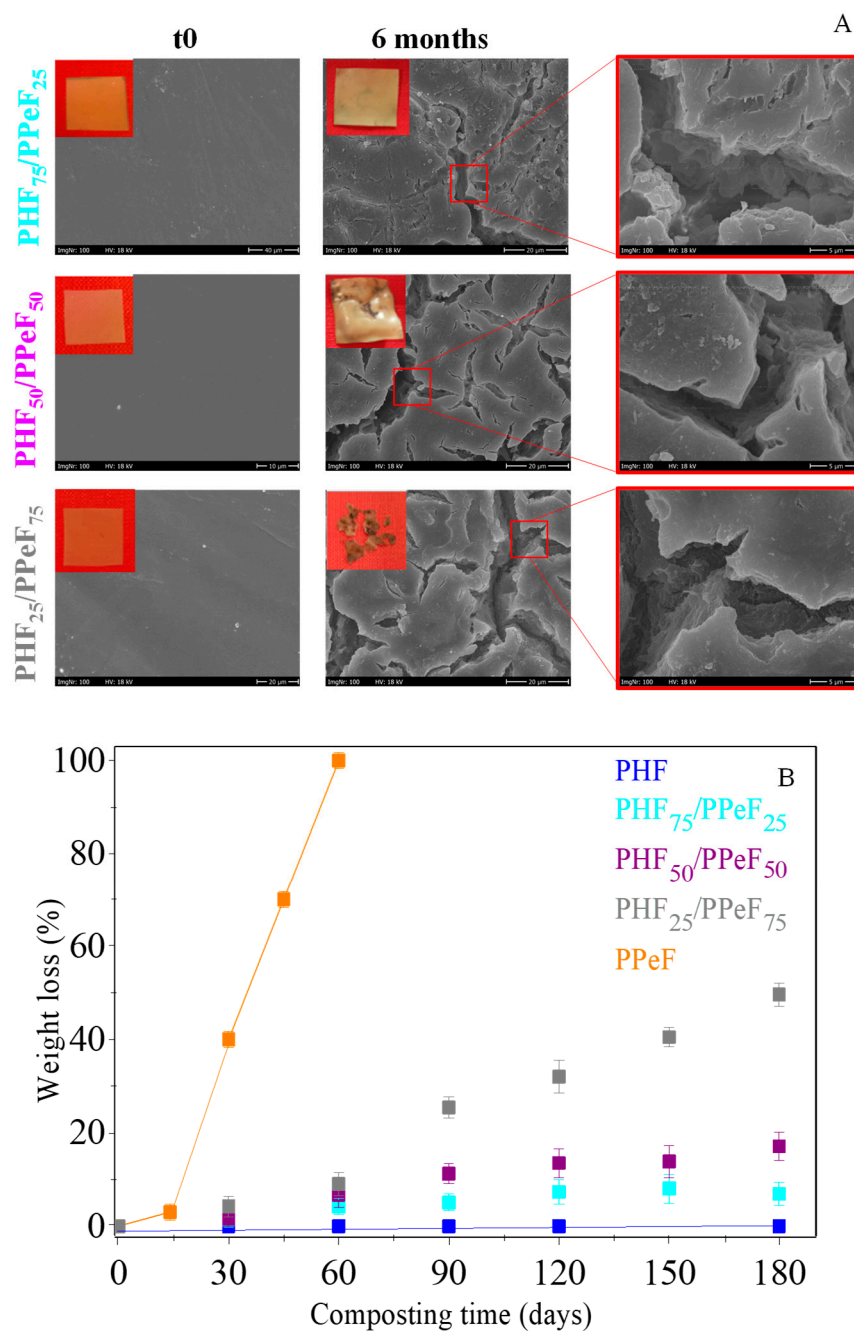 A
t0
6 months
PHF75/PPeF25
ImgNr: 100 HV: 18 kV
40 µm
ImgNr: 100 HV: 18 kV
20 µm
ImgNr: 100 HV: 18 kV
5 µm
PHF50/PPeF50
ImgNr: 100 HV: 18 kV
10 µm
ImgNr: 100 HV: 18 kV
20 µm
ImgNr: 100 HV: 18 kV
5 µm
PHF25/PPeF75
ImgNr: 100 HV: 18 kV
20 µm
ImgNr: 100 HV: 18 kV
20 µm
ImgNr: 100 HV: 18 kV
5 µm
B
PHF
PHF75/PPeF25
PHF50/PPeF50
PHF25/PPeF75
PPeF
Weight loss (%)
100
80
60
40
20
0
0 30 60 90 120 150 180
Composting time (days)